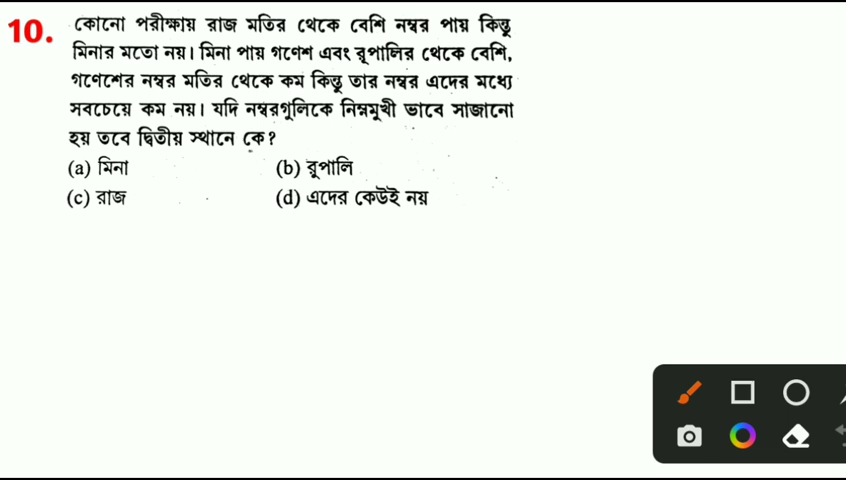 10. কোনো পরীক্ষায় রাজ মতির থেকে বেশি নম্বর পায় কিন্তু
মিনার মতো নয়। মিনা পায় গণেশ এবং রূপালির থেকে বেশি,
গণেশের নম্বর মতির থেকে কম কিন্তু তার নম্বর এদের মধ্যে
সবচেয়ে কম নয়। যদি নম্বরগুলিকে নিম্নমুখী ভাবে সাজানো
হয় তবে দ্বিতীয় স্থানে কে?
(a) মিনা (b) রূপালি
(c) রাজ (d) এদের কেউই নয়